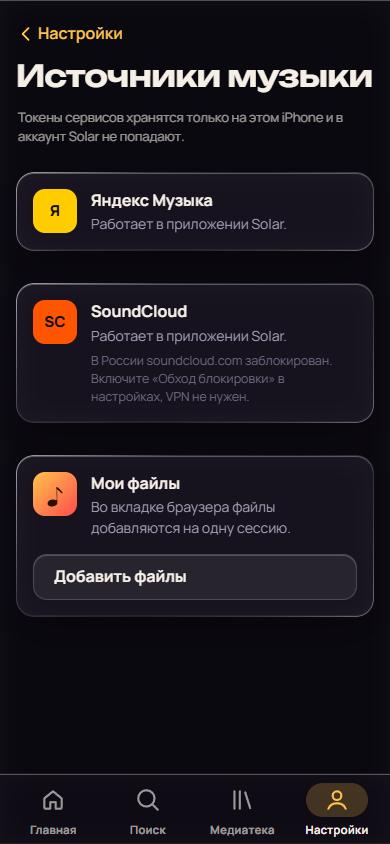 Настройки
Источники музыки
Токены сервисов хранятся только на этом iPhone и в
аккаунт Solar не попадают.
Я
Яндекс Музыка
Работает в приложении Solar.
SC
SoundCloud
Работает в приложении Solar.
В России soundcloud.com заблокирован.
Включите «Обход блокировки» в
настройках, VPN не нужен.
Мои файлы
Во вкладке браузера файлы
добавляются на одну сессию.
Добавить файлы
Главная
Поиск
Медиатека
Настройки